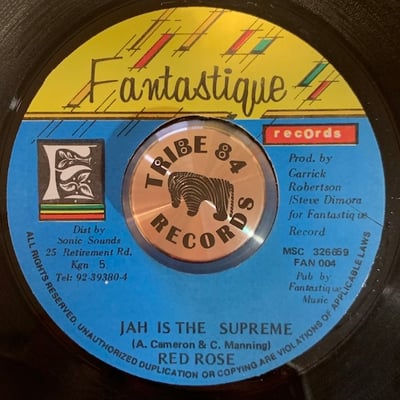 Fantastique
records
TRIBE 84
RECORDS
Prod. by
Garrick
Robertson
/Steve Dimora
for Fantastique
Record
MSC 326659
FAN 004
Pub by
Fantastique
Music
Dist by
Sonic Sounds
25 Retirement Rd.
Kgn 5.
Tel: 92-39380-4
JAH IS THE SUPREME
(A. Cameron & C. Manning)
RED ROSE
ALL RIGHTS RESERVED. UNAUTHORIZED DUPLICATION OR COPYING ARE VIOLATIONS OF APPLICABLE LAWS